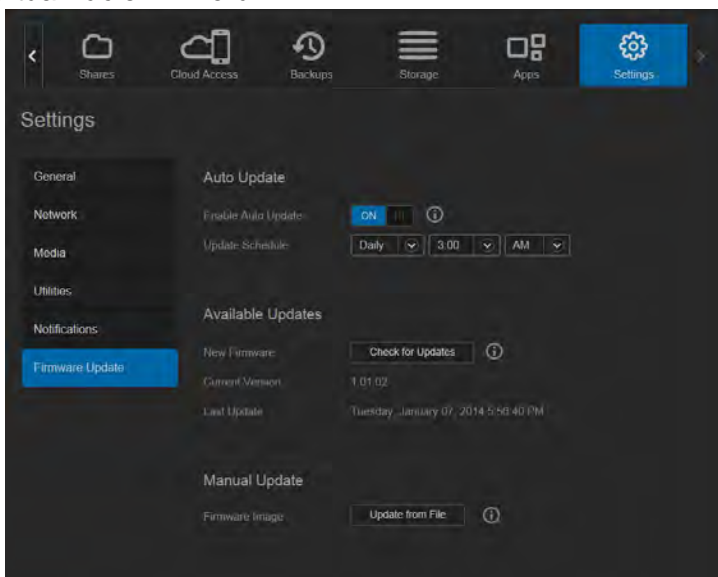 Shares
Cloud Access
Backups
Storage
Apps
Settings
Settings
General
Network
Media
Utilities
Notifications
Firmware Update
Auto Update
Enable Auto Update
ON
Update Schedule
Daily 3:00 AM
Available Updates
New Firmware
Check for Updates
Current Version
1.01.02
Last Update
Tuesday, January 07, 2014 5:56:40 PM
Manual Update
Firmware Image
Update from File